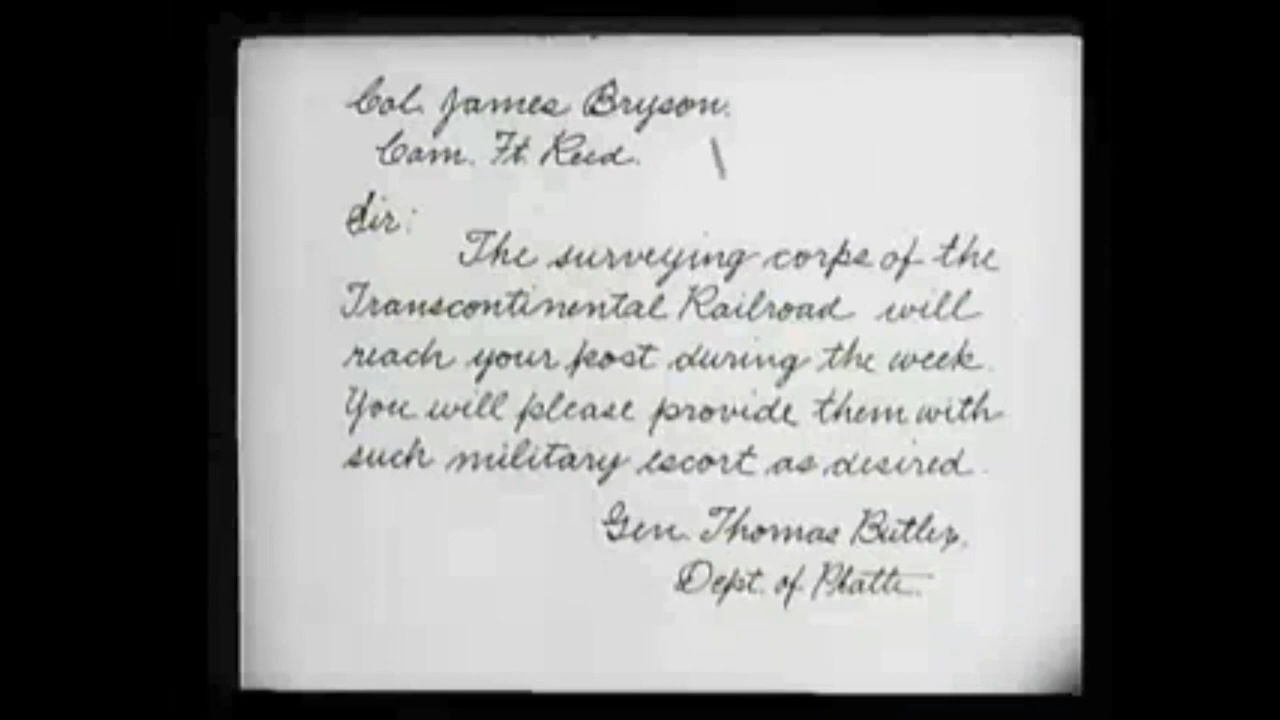 Col. James Bryson.
Com. Ft. Reed.
Sir:
The surveying corps of the
Transcontinental Railroad will
reach your post during the week.
You will please provide them with
such military escort as desired.
Gen. Thomas Butler,
Dept. of Platte.